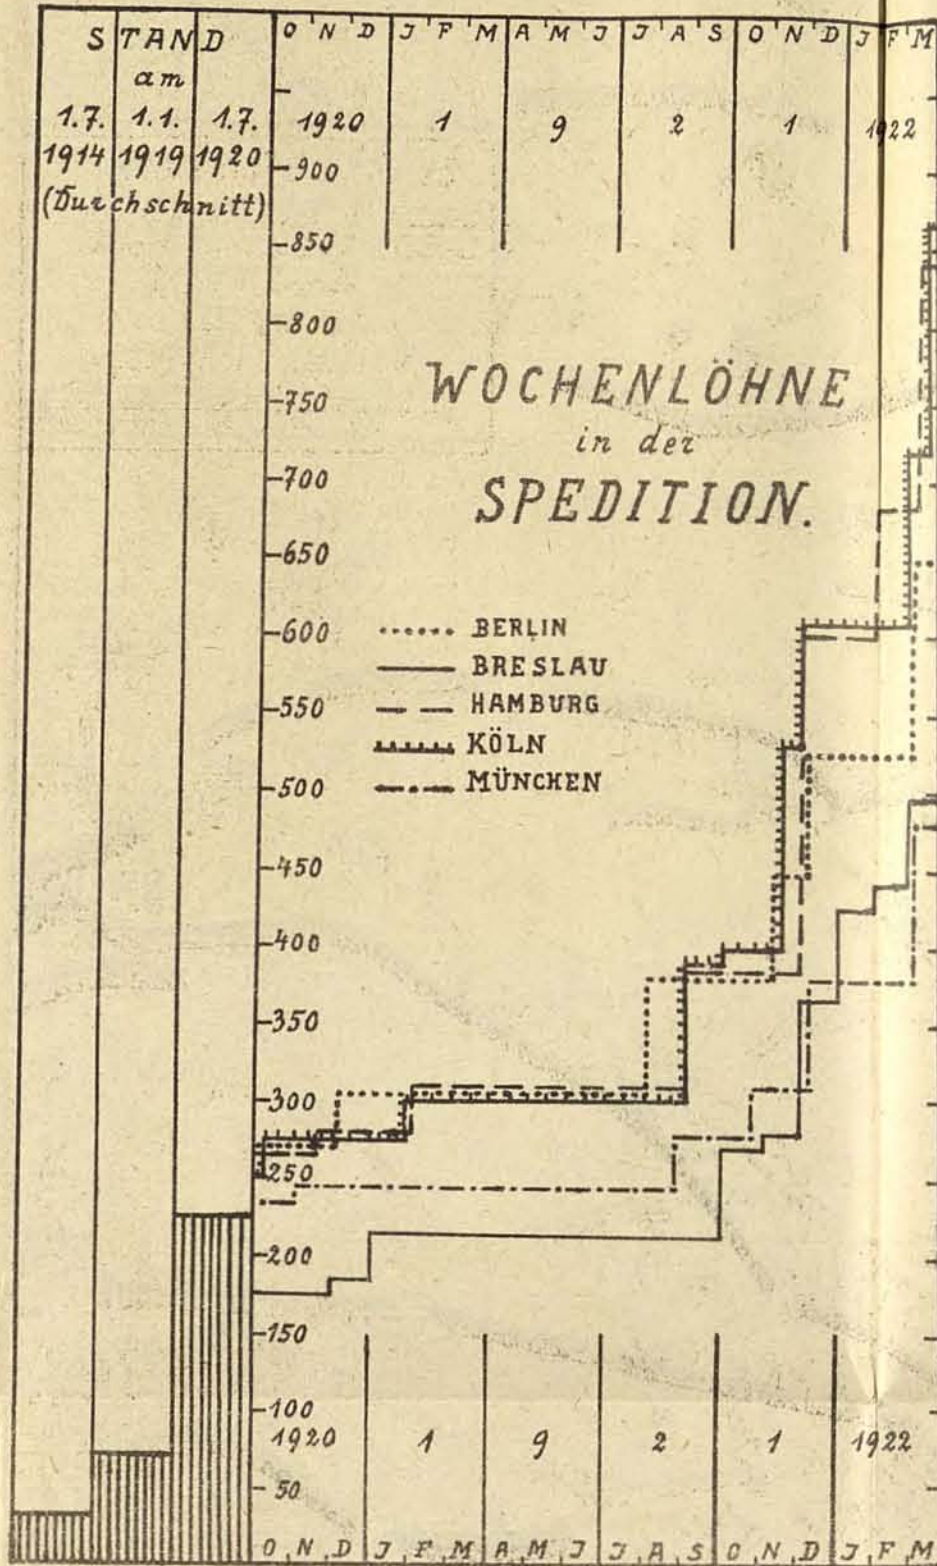 STAND
am
1.7. 1.1. 1.7.
1914 1919 1920
(Durchschnitt)
O N D J F M A M J J A S O N D J F M
1920 1 9 2 1 1922
900
850
800
750
700
650
600
550
500
450
400
350
300
250
200
150
100
50
WOCHENLÖHNE
in der
SPEDITION.
BERLIN
BRESLAU
HAMBURG
KÖLN
MÜNCHEN
1920 1 9 2 1 1922
O N D J F M A M J J A S O N D J F M